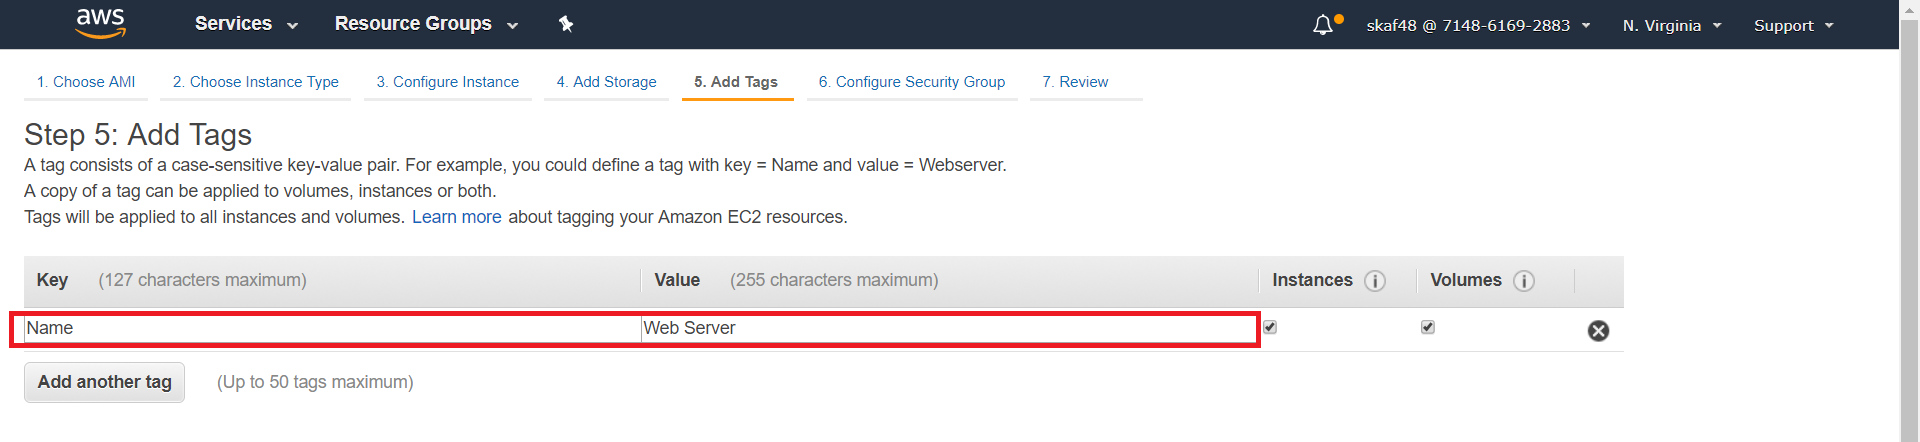 aws Services Resource Groups skaf48 @ 7148-6169-2883 N. Virginia Support
1. Choose AMI 2. Choose Instance Type 3. Configure Instance 4. Add Storage 5. Add Tags 6. Configure Security Group 7. Review
Step 5: Add Tags
A tag consists of a case-sensitive key-value pair. For example, you could define a tag with key = Name and value = Webserver.
A copy of a tag can be applied to volumes, instances or both.
Tags will be applied to all instances and volumes. Learn more about tagging your Amazon EC2 resources.
Key (127 characters maximum) Value (255 characters maximum) Instances i Volumes i
Name Web Server
Add another tag (Up to 50 tags maximum)